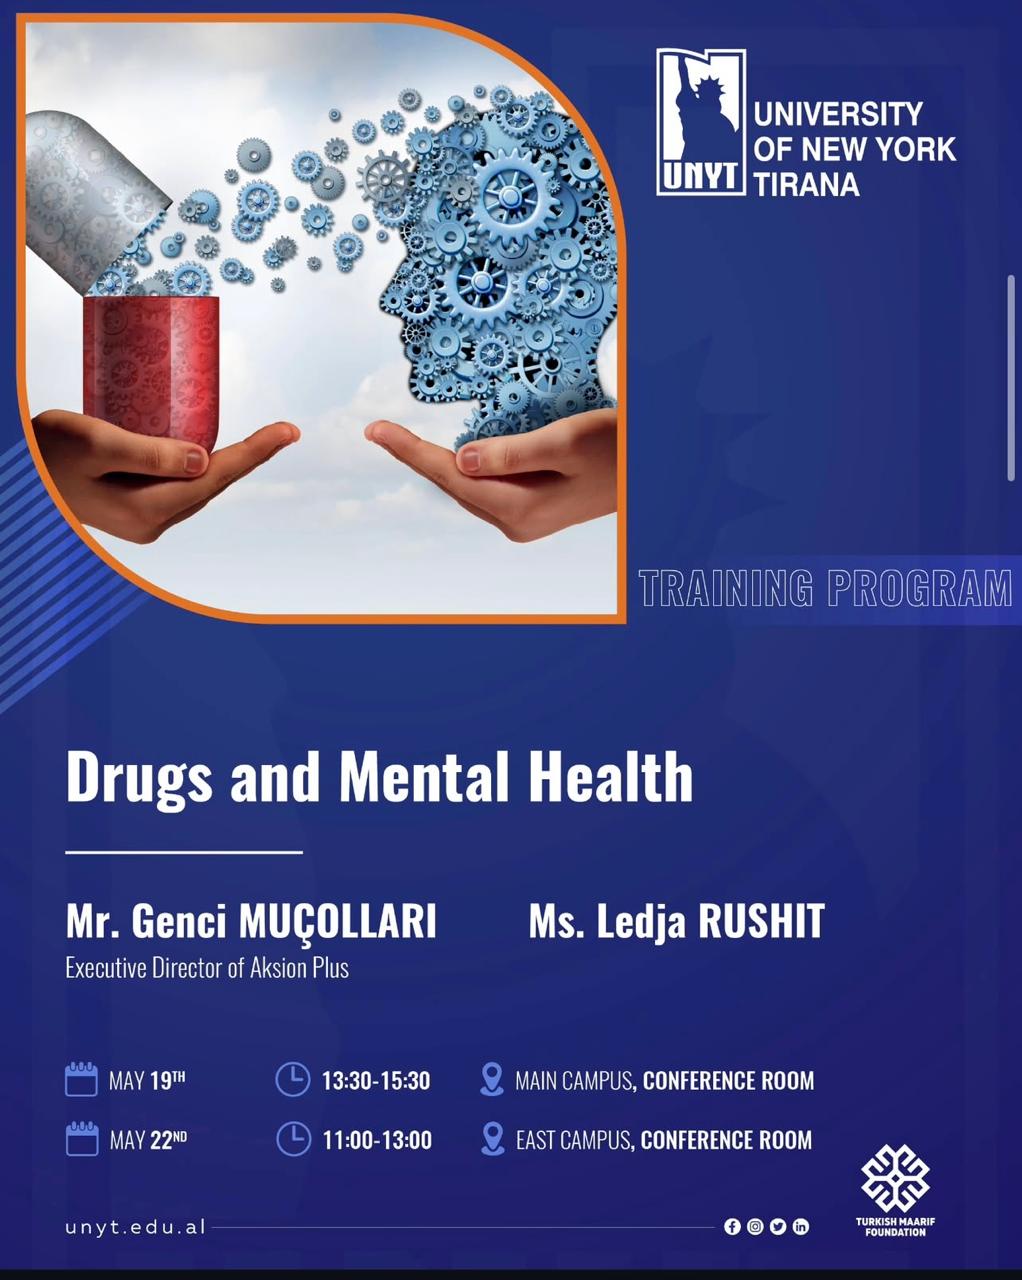 UNYT
UNIVERSITY
OF NEW YORK
TIRANA
TRAINING PROGRAM
Drugs and Mental Health
Mr. Genci MUÇOLLARI
Executive Director of Aksion Plus
Ms. Ledja RUSHIT
MAY 19TH 13:30-15:30 MAIN CAMPUS, CONFERENCE ROOM
MAY 22ND 11:00-13:00 EAST CAMPUS, CONFERENCE ROOM
unyt.edu.al
TURKISH MAARIF
FOUNDATION